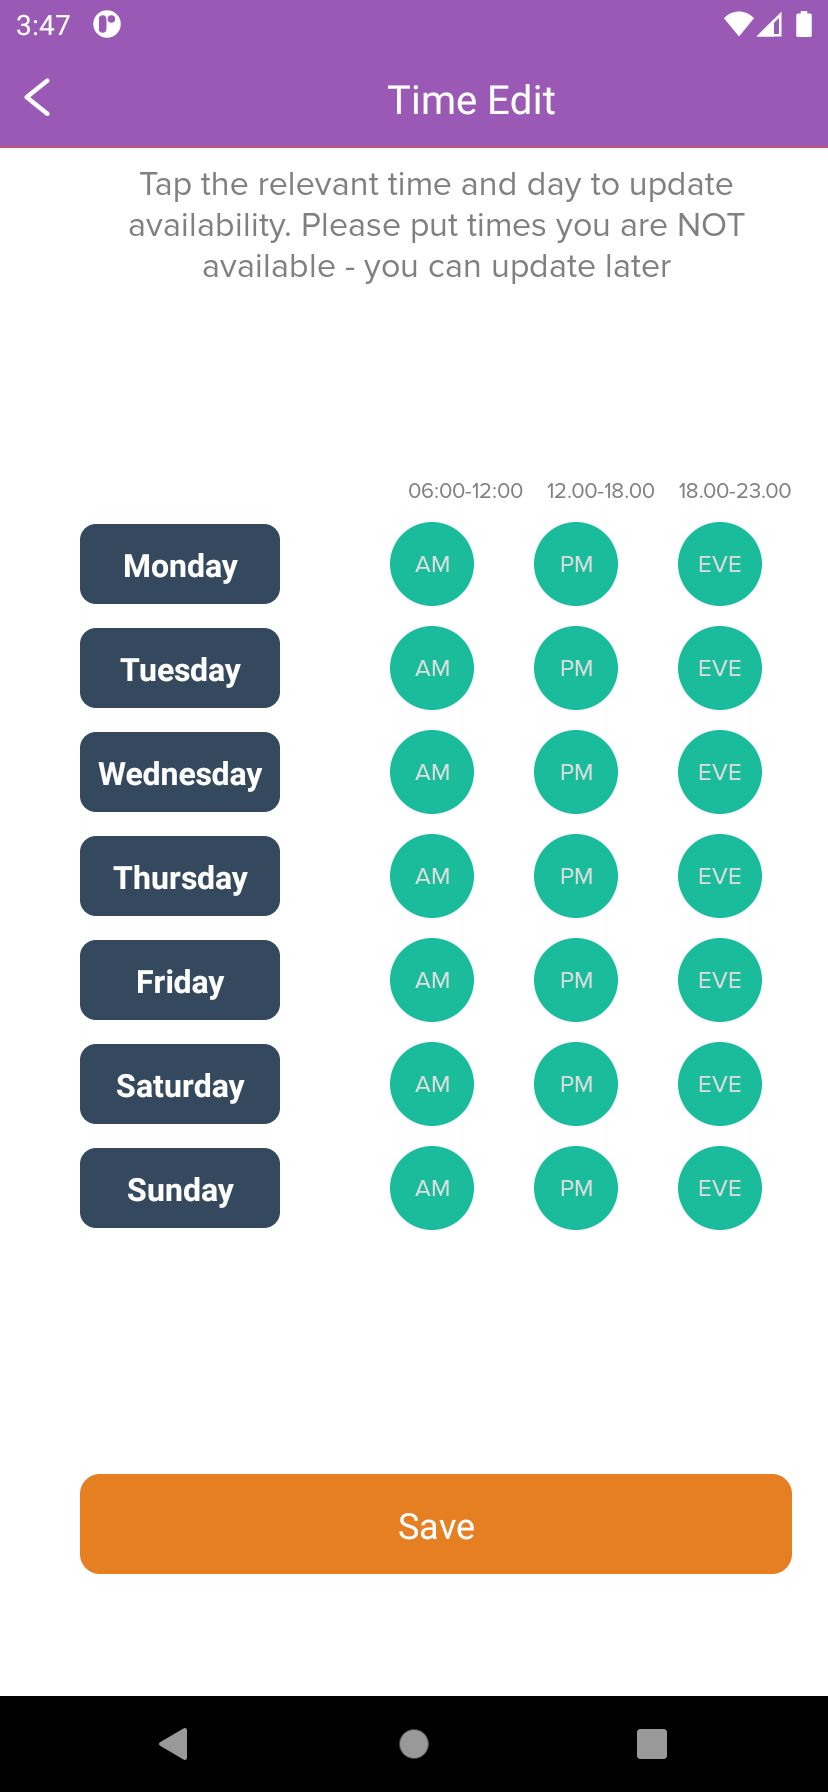 3:47
Time Edit
Tap the relevant time and day to update
availability. Please put times you are NOT
available - you can update later
06:00-12:00 12.00-18.00 18.00-23.00
Monday AM PM EVE
Tuesday AM PM EVE
Wednesday AM PM EVE
Thursday AM PM EVE
Friday AM PM EVE
Saturday AM PM EVE
Sunday AM PM EVE
Save